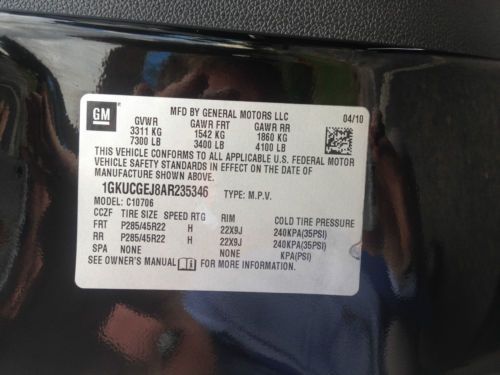 GM
MFD BY GENERAL MOTORS LLC 04/10
GVWR GAWR FRT GAWR RR
3311 KG 1542 KG 1860 KG
7300 LB 3400 LB 4100 LB
THIS VEHICLE CONFORMS TO ALL APPLICABLE U.S. FEDERAL MOTOR
VEHICLE SAFETY STANDARDS IN EFFECT ON THE DATE OF
MANUFACTURE SHOWN ABOVE.
1GKUCGEJ8AR235346 TYPE: M.P.V.
MODEL: C10706
CCZF TIRE SIZE SPEED RTG RIM COLD TIRE PRESSURE
FRT P285/45R22 H 22X9J 240KPA(35PSI)
RR P285/45R22 H 22X9J 240KPA(35PSI)
SPA NONE NONE KPA(PSI)
SEE OWNER'S MANUAL FOR MORE INFORMATION.